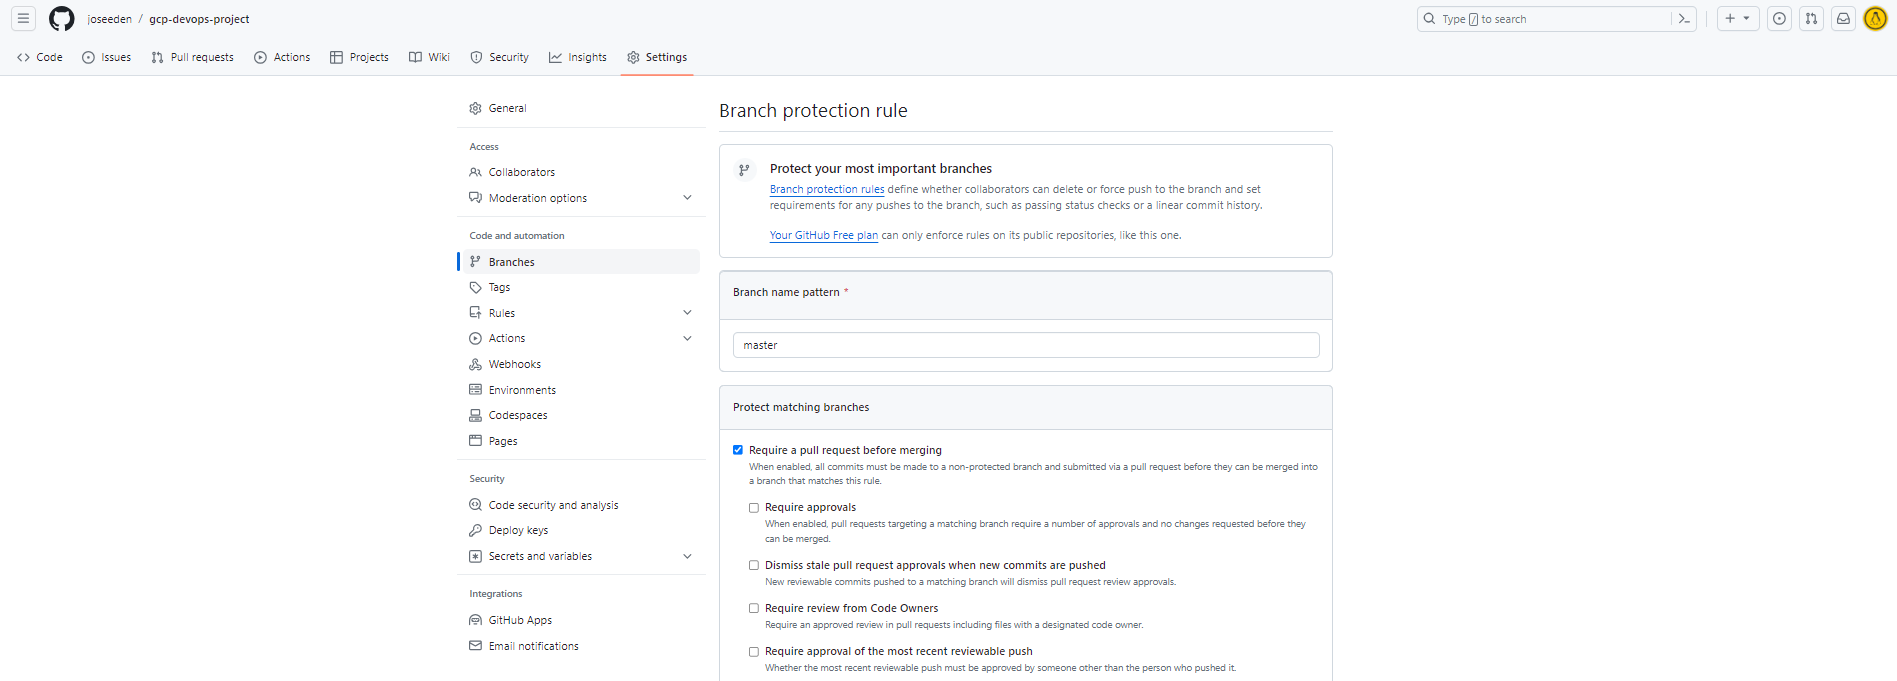 joseeden / gcp-devops-project
Type / to search
Code Issues Pull requests Actions Projects Wiki Security Insights Settings
General
Access
Collaborators
Moderation options
Code and automation
Branches
Tags
Rules
Actions
Webhooks
Environments
Codespaces
Pages
Security
Code security and analysis
Deploy keys
Secrets and variables
Integrations
GitHub Apps
Email notifications
Branch protection rule
Protect your most important branches
Branch protection rules define whether collaborators can delete or force push to the branch and set
requirements for any pushes to the branch, such as passing status checks or a linear commit history.
Your GitHub Free plan can only enforce rules on its public repositories, like this one.
Branch name pattern *
master
Protect matching branches
Require a pull request before merging
When enabled, all commits must be made to a non-protected branch and submitted via a pull request before they can be merged into
a branch that matches this rule.
Require approvals
When enabled, pull requests targeting a matching branch require a number of approvals and no changes requested before they
can be merged.
Dismiss stale pull request approvals when new commits are pushed
New reviewable commits pushed to a matching branch will dismiss pull request review approvals.
Require review from Code Owners
Require an approved review in pull requests including files with a designated code owner.
Require approval of the most recent reviewable push
Whether the most recent reviewable push must be approved by someone other than the person who pushed it.